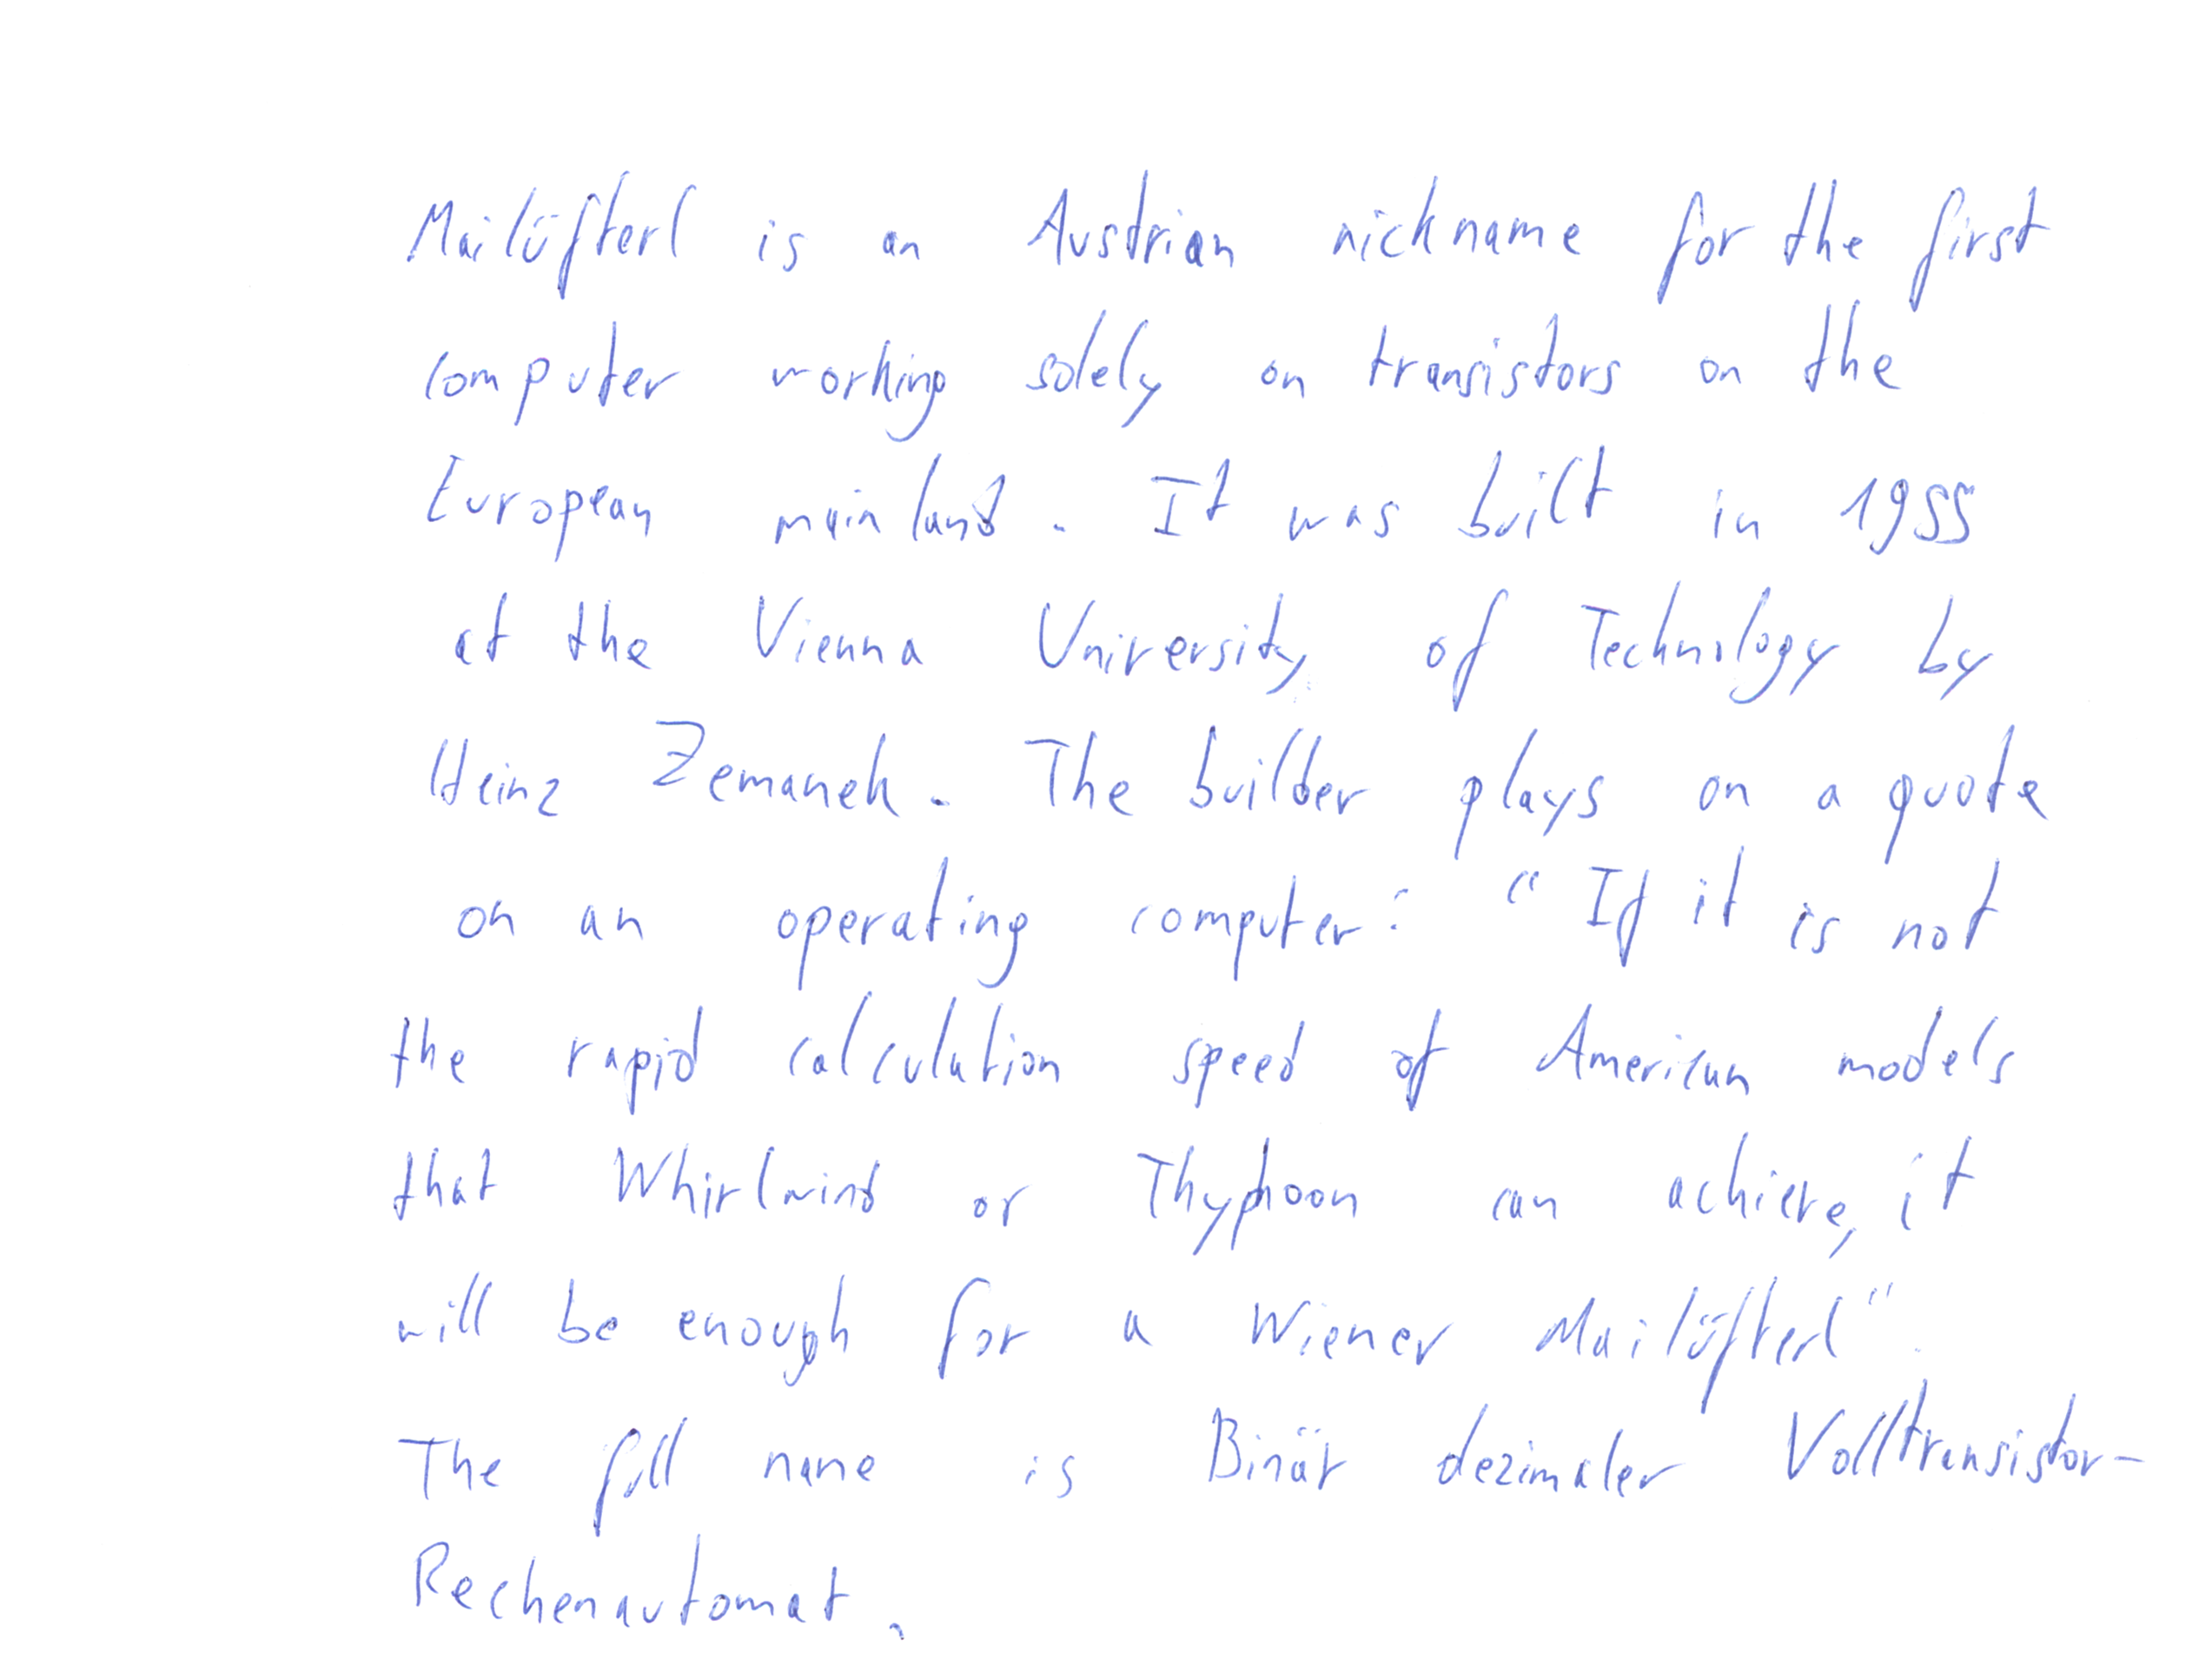 Mailüfterl is an Austrian nickname for the first
computer working solely on transistors on the
European mainland. It was built in 1955
at the Vienna University of Technology by
Heinz Zemanek. The builder plays on a quote
on an operating computer: "If it is not
the rapid calculation speed of American models
that Whirlwind or Thyphoon can achieve, it
will be enough for a Wiener Mailüfterl".
The full name is Binär dezimaler Volltransistor-
Rechenautomat.